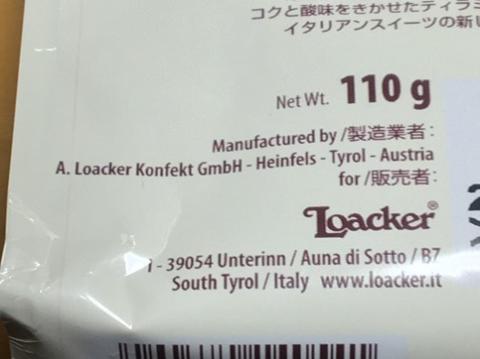 コクと酸味をきかせたティラミ
イタリアンスイーツの新し
Net Wt. 110 g
Manufactured by /製造業者:
A. Loacker Konfekt GmbH - Heinfels - Tyrol - Austria
for /販売者:
Loacker®
I - 39054 Unterinn / Auna di Sotto / B7
South Tyrol / Italy www.loacker.it